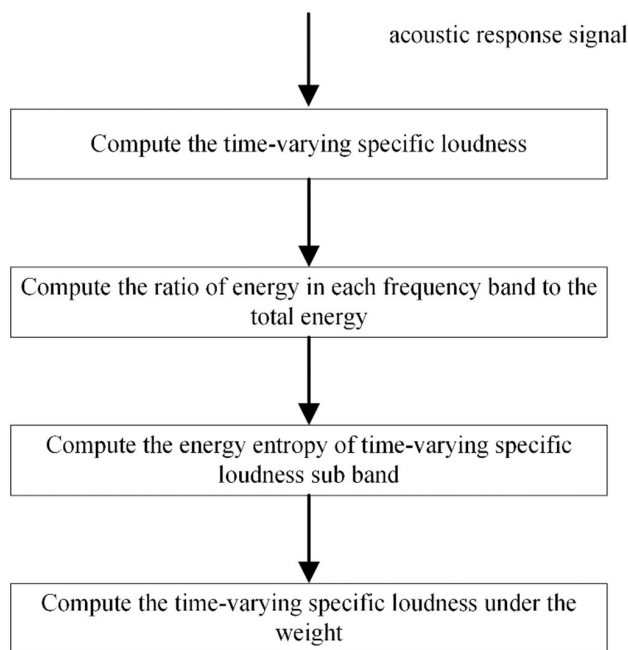 acoustic response signal
Compute the time-varying specific loudness
Compute the ratio of energy in each frequency band to the
total energy
Compute the energy entropy of time-varying specific
loudness sub band
Compute the time-varying specific loudness under the
weight